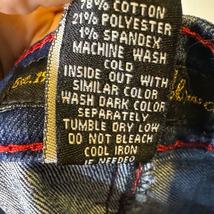 78% COTTON
21% POLYESTER
1% SPANDEX
MACHINE WASH
COLD
INSIDE OUT WITH
SIMILAR COLOR
WASH DARK COLOR
SEPARATELY
TUMBLE DRY LOW
DO NOT BLEACH
COOL IRON
IF NEEDED